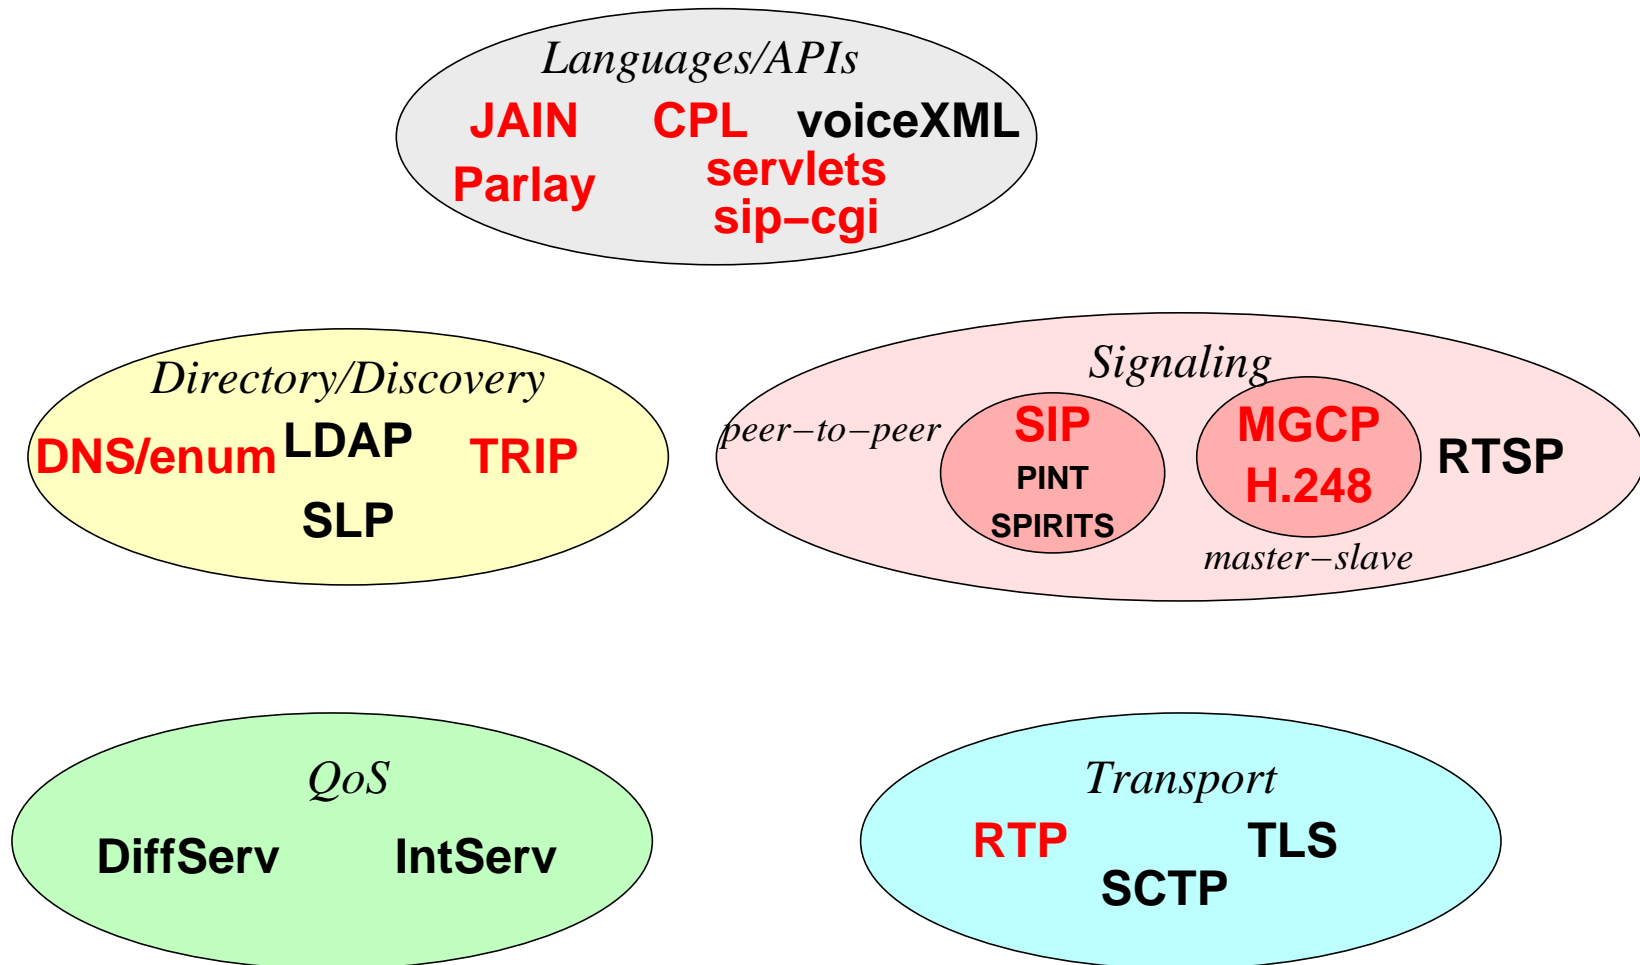 Languages/APIs
JAIN CPL voiceXML
Parlay servlets
sip−cgi
Directory/Discovery
DNS/enum LDAP TRIP
SLP
Signaling
peer−to−peer
SIP
PINT
SPIRITS
MGCP
H.248
master−slave
RTSP
QoS
DiffServ IntServ
Transport
RTP TLS
SCTP